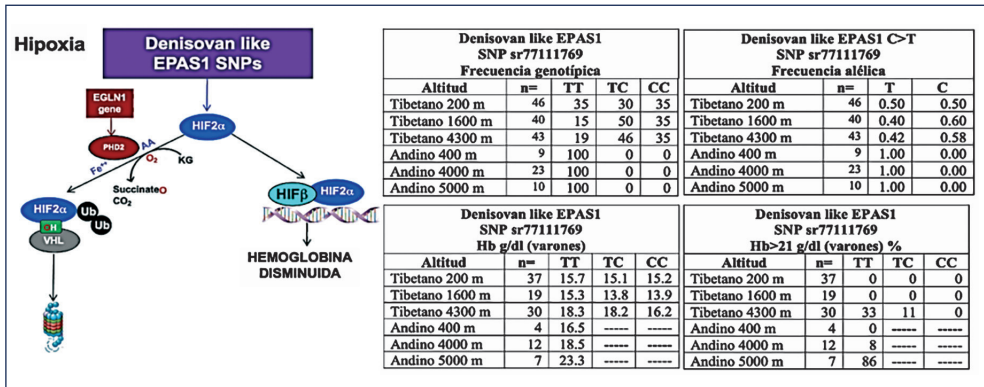 Hipoxia
Denisovan like
EPAS1 SNPs
EGLN1
gene
HIF2α
PHD2
AA
O₂
Fe++
KG
SuccinateO
CO₂
HIF2α
Ub
Ub
OH
VHL
HIFβ
HIF2α
HEMOGLOBINA
DISMINUIDA
Denisovan like EPAS1
SNP sr77111769
Frecuencia genotípica
Altitud n= TT TC CC
Tibetano 200 m 46 35 30 35
Tibetano 1600 m 40 15 50 35
Tibetano 4300 m 43 19 46 35
Andino 400 m 9 100 0 0
Andino 4000 m 23 100 0 0
Andino 5000 m 10 100 0 0
Denisovan like EPAS1 C>T
SNP sr77111769
Frecuencia alélica
Altitud n= T C
Tibetano 200 m 46 0.50 0.50
Tibetano 1600 m 40 0.40 0.60
Tibetano 4300 m 43 0.42 0.58
Andino 400 m 9 1.00 0.00
Andino 4000 m 23 1.00 0.00
Andino 5000 m 10 1.00 0.00
Denisovan like EPAS1
SNP sr77111769
Hb g/dl (varones)
Altitud n= TT TC CC
Tibetano 200 m 37 15.7 15.1 15.2
Tibetano 1600 m 19 15.3 13.8 13.9
Tibetano 4300 m 30 18.3 18.2 16.2
Andino 400 m 4 16.5 ----- -----
Andino 4000 m 12 18.5 ----- -----
Andino 5000 m 7 23.3 ----- -----
Denisovan like EPAS1
SNP sr77111769
Hb>21 g/dl (varones) %
Altitud n= TT TC CC
Tibetano 200 m 37 0 0 0
Tibetano 1600 m 19 0 0 0
Tibetano 4300 m 30 33 11 0
Andino 400 m 4 0 ----- -----
Andino 4000 m 12 8 ----- -----
Andino 5000 m 7 86 ----- -----